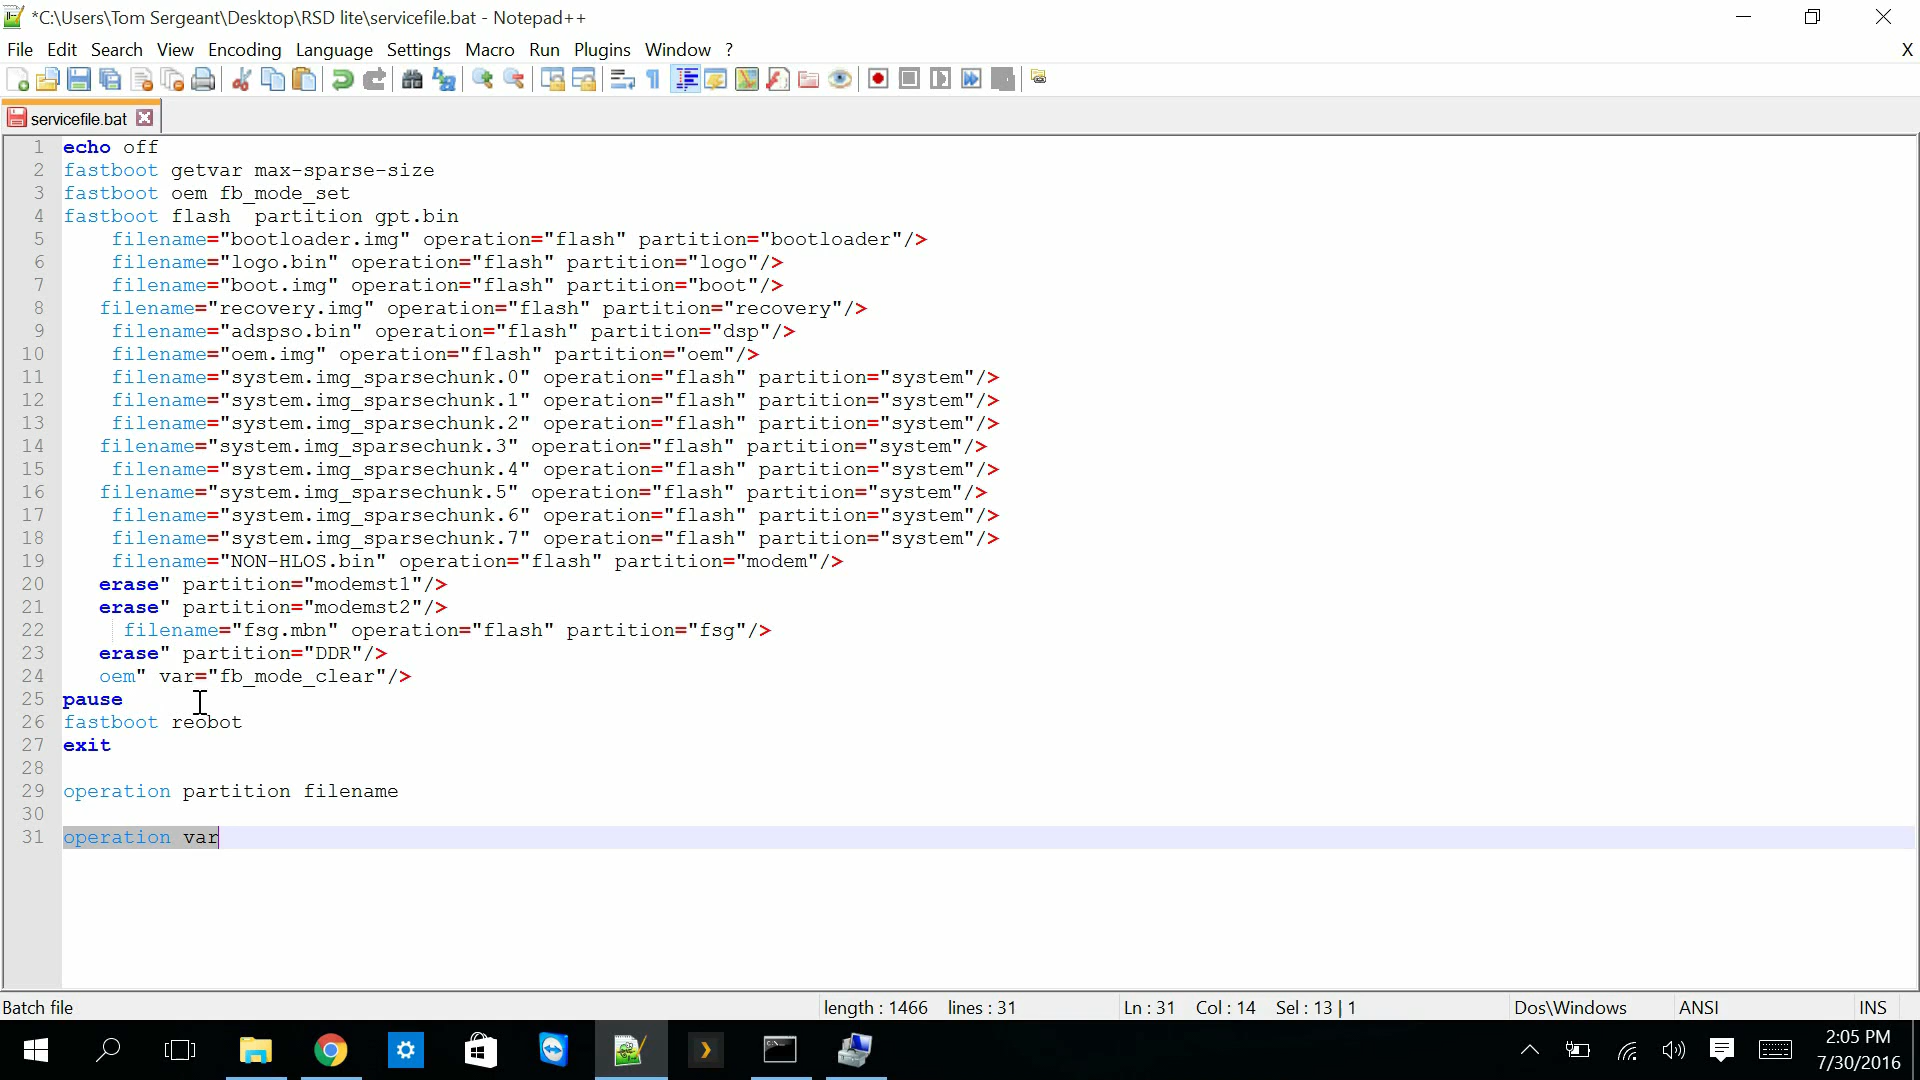 *C:\Users\Tom Sergeant\Desktop\RSD lite\servicefile.bat - Notepad++
File Edit Search View Encoding Language Settings Macro Run Plugins Window ? X
servicefile.bat
1 echo off
2 fastboot getvar max-sparse-size
3 fastboot oem fb_mode_set
4 fastboot flash  partition gpt.bin
5 filename="bootloader.img" operation="flash" partition="bootloader"/>
6 filename="logo.bin" operation="flash" partition="logo"/>
7 filename="boot.img" operation="flash" partition="boot"/>
8 filename="recovery.img" operation="flash" partition="recovery"/>
9 filename="adspso.bin" operation="flash" partition="dsp"/>
10 filename="oem.img" operation="flash" partition="oem"/>
11 filename="system.img_sparsechunk.0" operation="flash" partition="system"/>
12 filename="system.img_sparsechunk.1" operation="flash" partition="system"/>
13 filename="system.img_sparsechunk.2" operation="flash" partition="system"/>
14 filename="system.img_sparsechunk.3" operation="flash" partition="system"/>
15 filename="system.img_sparsechunk.4" operation="flash" partition="system"/>
16 filename="system.img_sparsechunk.5" operation="flash" partition="system"/>
17 filename="system.img_sparsechunk.6" operation="flash" partition="system"/>
18 filename="system.img_sparsechunk.7" operation="flash" partition="system"/>
19 filename="NON-HLOS.bin" operation="flash" partition="modem"/>
20 erase" partition="modemst1"/>
21 erase" partition="modemst2"/>
22 filename="fsg.mbn" operation="flash" partition="fsg"/>
23 erase" partition="DDR"/>
24 oem" var="fb_mode_clear"/>
25 pause
26 fastboot reobot
27 exit
28
29 operation partition filename
30
31 operation var
Batch file length : 1466 lines : 31 Ln : 31 Col : 14 Sel : 13 | 1 Dos\Windows ANSI INS
2:05 PM
7/30/2016